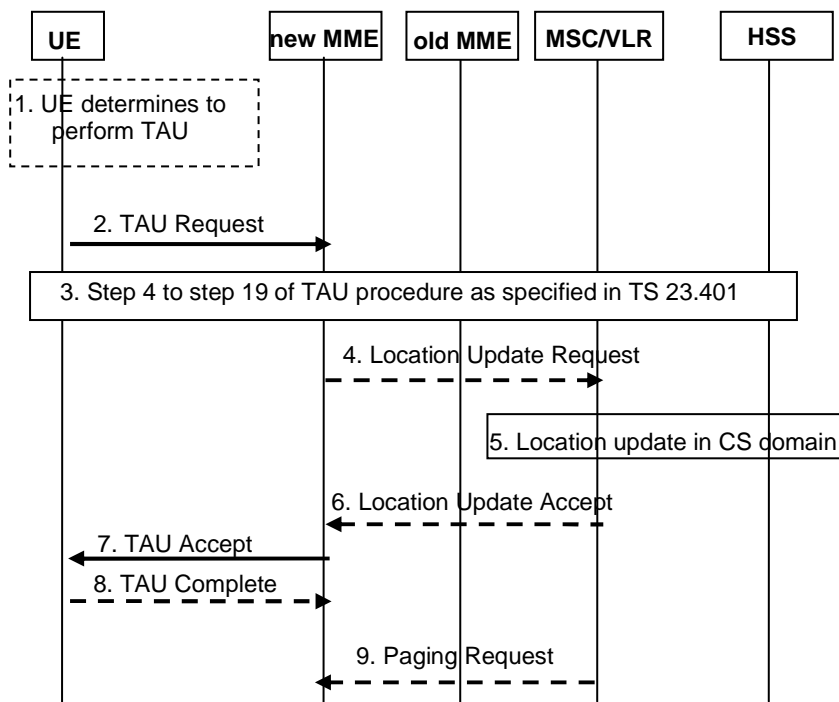 UE
new MME
old MME
MSC/VLR
HSS
1. UE determines to
perform TAU
2. TAU Request
3. Step 4 to step 19 of TAU procedure as specified in TS 23.401
4. Location Update Request
5. Location update in CS domain
6. Location Update Accept
7. TAU Accept
8. TAU Complete
9. Paging Request